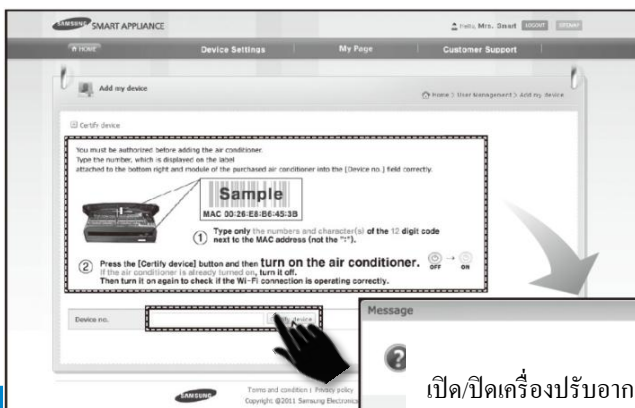 SAMSUNG SMART APPLIANCE
Hello, Mrs. Smart LOGOUT SITEMAP
HOME Device Settings My Page Customer Support
Add my device
Home > User Management > Add my device
Certify device
You must be authorized before adding the air conditioner.
Type the number, which is displayed on the label
attached to the bottom right and module of the purchased air conditioner into the [Device no.] field correctly.
Sample
MAC 00:26:E8:B6:45:3B
① Type only the numbers and character(s) of the 12 digit code
next to the MAC address (not the ":").
② Press the [Certify device] button and then turn on the air conditioner.
OFF → ON
If the air conditioner is already turned on, turn it off.
Then turn it on again to check if the Wi-Fi connection is operating correctly.
Device no.
device
Message
?
เปิด/ปิดเครื่องปรับอาก
SAMSUNG
Terms and condition | Privacy policy
Copyright @2011 Samsung Electronics